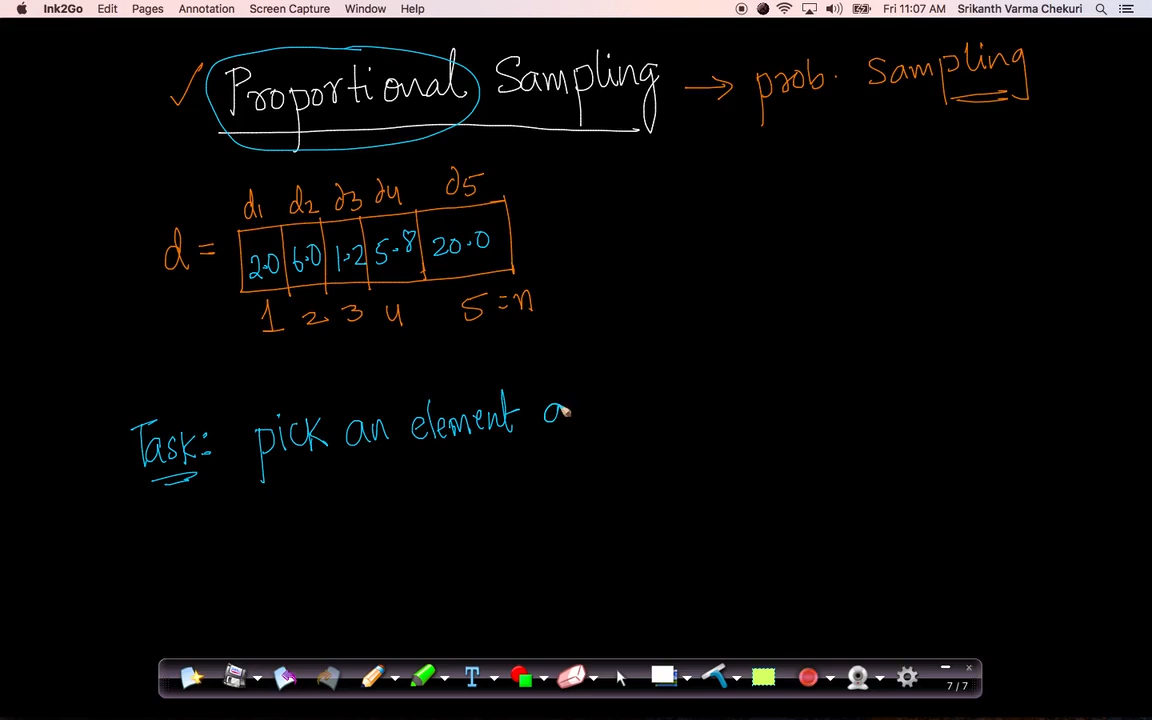 Ink2Go Edit Pages Annotation Screen Capture Window Help Fri 11:07 AM Srikanth Varma Chekuri
Proportional Sampling → prob. Sampling
d1 d2 d3 d4 d5
d = 2.0 6.0 1.2 5.8 20.0
1 2 3 4 5 = n
Task: pick an element a
7 / 7